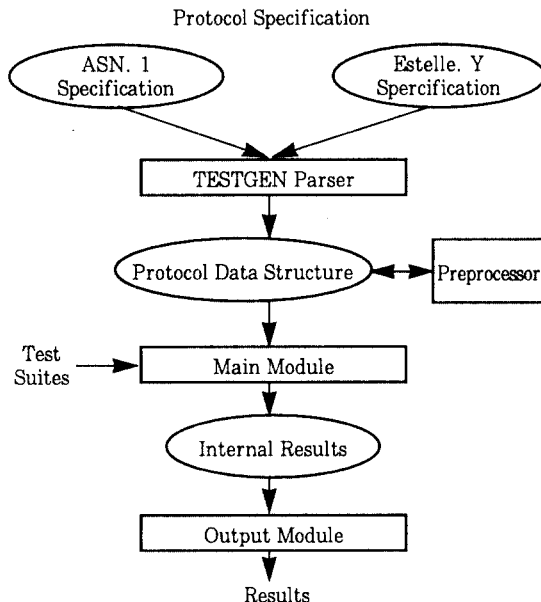 Protocol Specification
ASN. 1
Specification
Estelle. Y
Spercification
TESTGEN Parser
Protocol Data Structure
Preprocessor
Test
Suites
Main Module
Internal Results
Output Module
Results